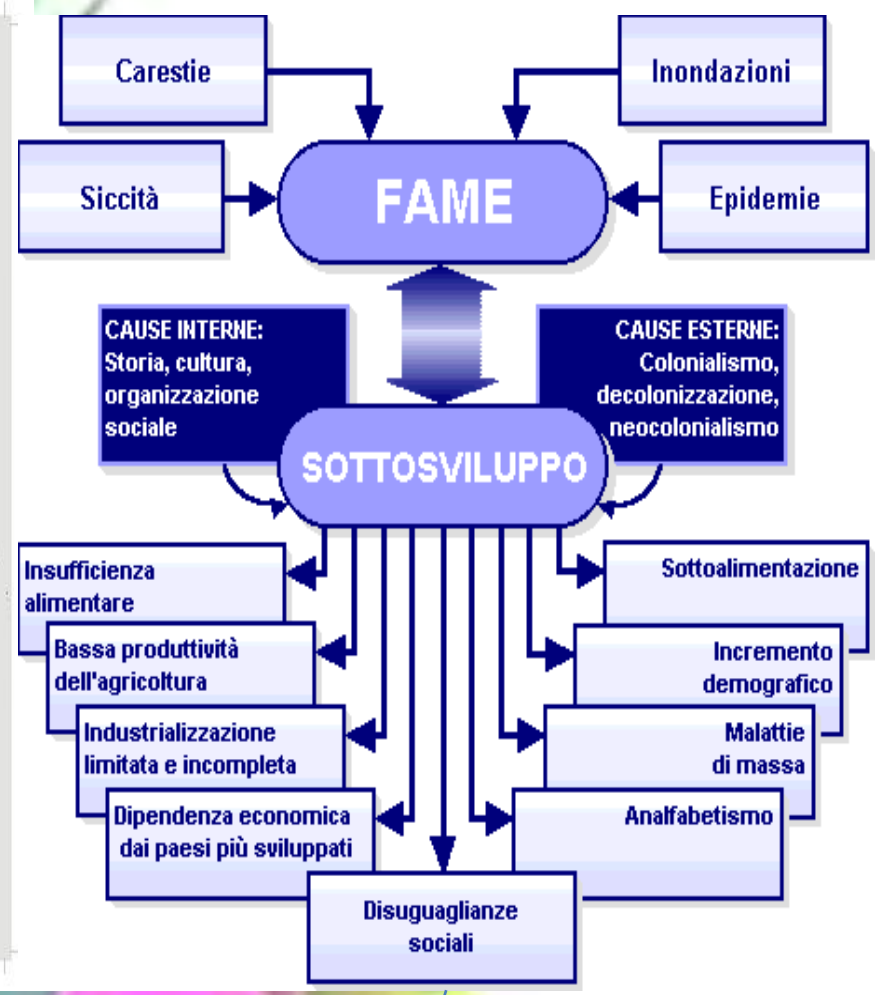 Carestie
Inondazioni
Siccità
FAME
Epidemie
CAUSE INTERNE:
Storia, cultura,
organizzazione
sociale
CAUSE ESTERNE:
Colonialismo,
decolonizzazione,
neocolonialismo
SOTTOSVILUPPO
Insufficienza
alimentare
Bassa produttività
dell'agricoltura
Industrializzazione
limitata e incompleta
Dipendenza economica
dai paesi più sviluppati
Disuguaglianze
sociali
Sottoalimentazione
Incremento
demografico
Malattie
di massa
Analfabetismo